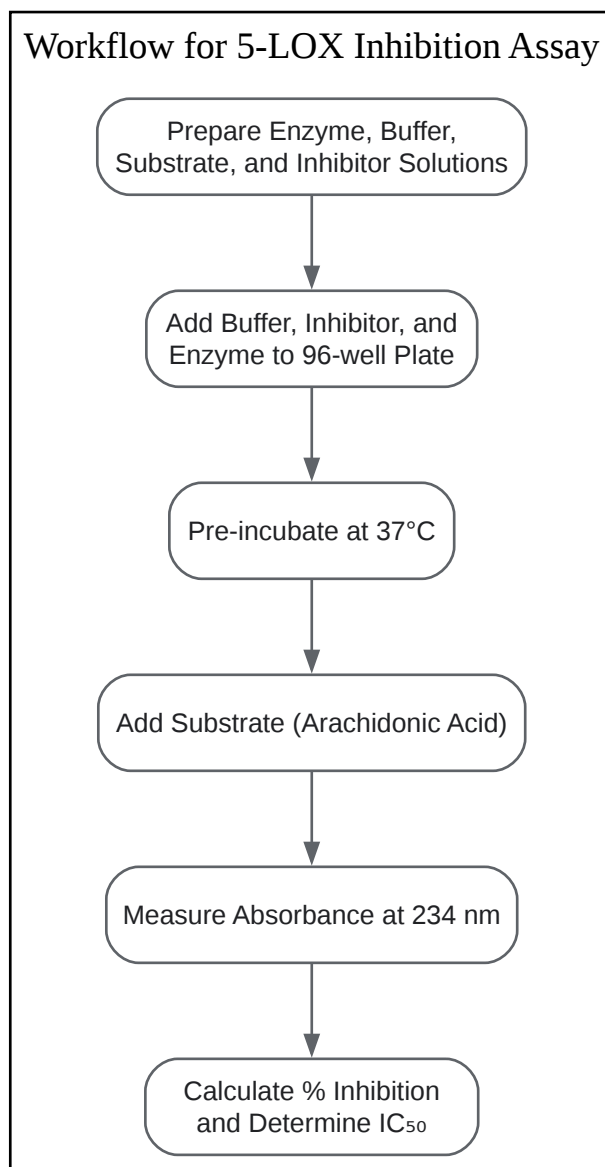 Workflow for 5-LOX Inhibition Assay
Prepare Enzyme, Buffer,
Substrate, and Inhibitor Solutions
Add Buffer, Inhibitor, and
Enzyme to 96-well Plate
Pre-incubate at 37°C
Add Substrate (Arachidonic Acid)
Measure Absorbance at 234 nm
Calculate % Inhibition
and Determine IC₅₀